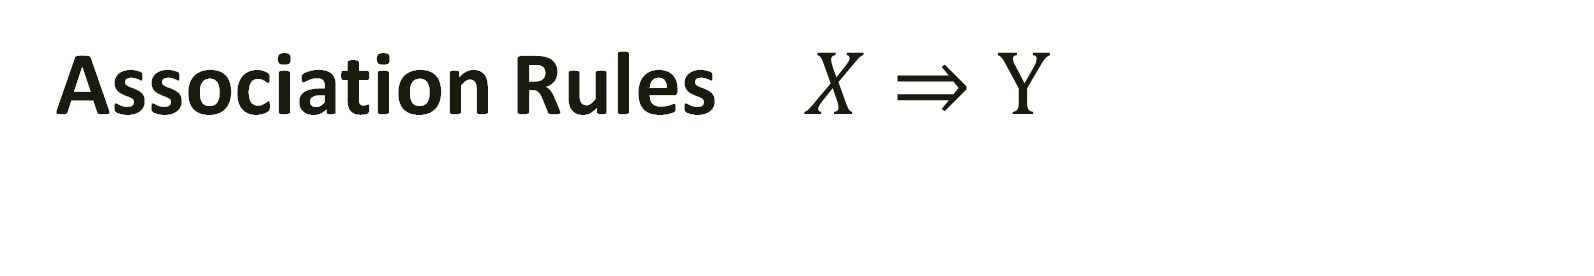 Association Rules X ⇒ Y